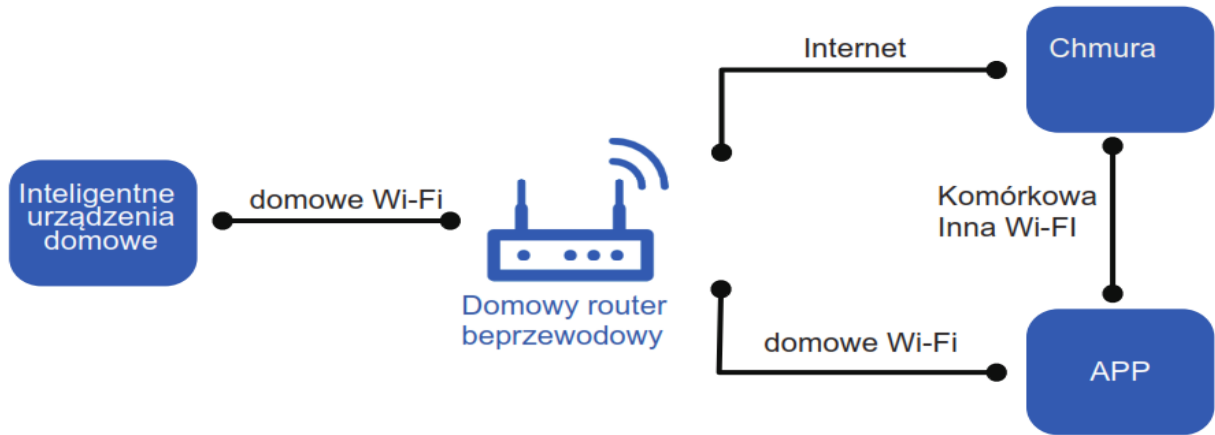 Internet
Chmura
Inteligentne
urządzenia
domowe
domowe Wi-Fi
Komórkowa
Inna Wi-FI
Domowy router
beprzewodowy
domowe Wi-Fi
APP